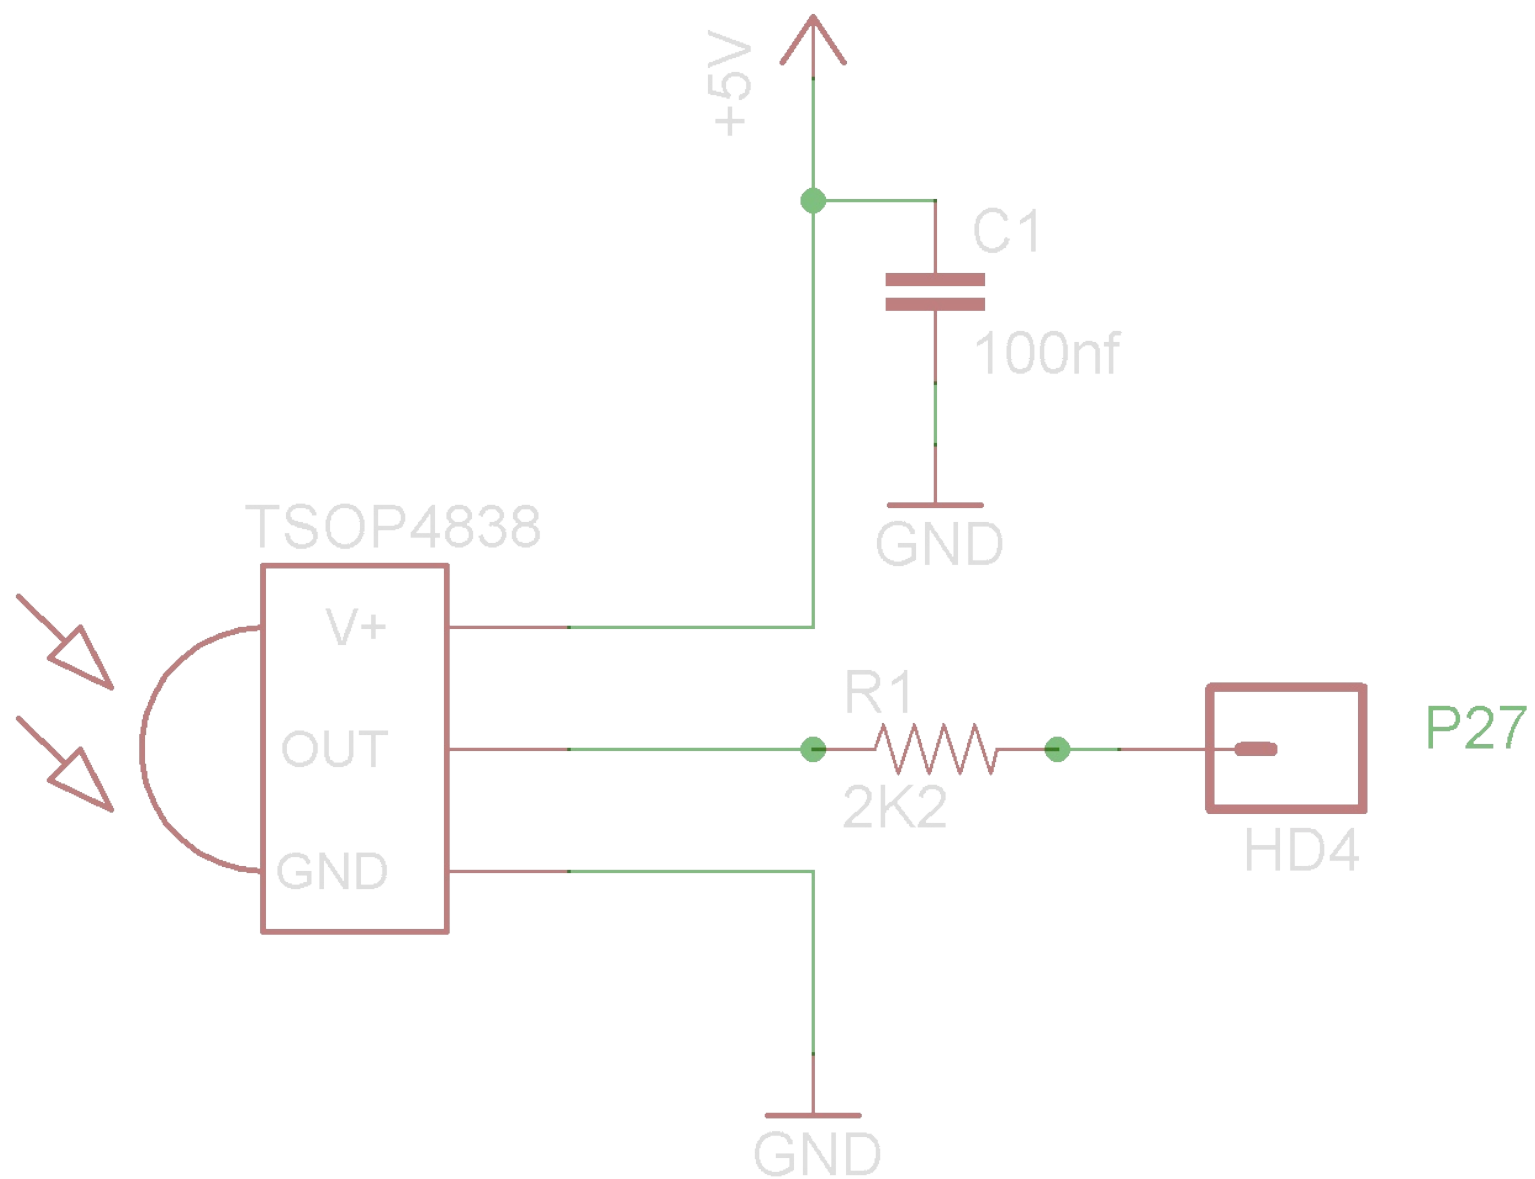 +5V
C1
100nf
GND
TSOP4838
V+
OUT
GND
R1
2K2
P27
HD4
GND